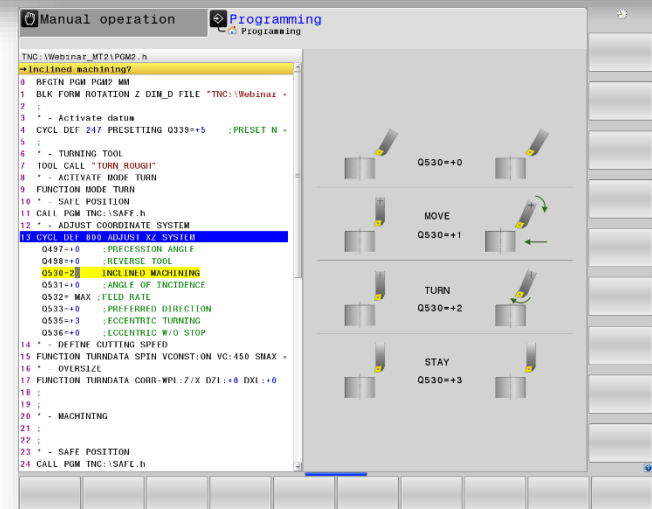 Manual operation
Programming
Programming
TNC:\Webinar_MT2\PGM2.h
→Inclined machining?
0 BEGIN PGM PGM2 MM
1 BLK FORM ROTATION Z DIM_D FILE "TNC:\Webinar
2 ;
3 * - Activate datum
4 CYCL DEF 247 PRESETTING Q339=+5 ;PRESET N
5 ;
6 * - TURNING TOOL
7 TOOL CALL "TURN_ROUGH"
8 * - ACTIVATE MODE TURN
9 FUNCTION MODE TURN
10 * - SAFE POSITION
11 CALL PGM TNC:\SAFE.h
12 * - ADJUST COORDINATE SYSTEM
13 CYCL DEF 800 ADJUST XZ SYSTEM
Q497=+0 ;PRECESSION ANGLE
Q498=+0 ;REVERSE TOOL
Q530=2 INCLINED MACHINING
Q531=+0 ;ANGLE OF INCIDENCE
Q532= MAX ;FEED RATE
Q533=+0 ;PREFERRED DIRECTION
Q535=+3 ;ECCENTRIC TURNING
Q536=+0 ;ECCENTRIC W/O STOP
14 * - DEFINE CUTTING SPEED
15 FUNCTION TURNDATA SPIN VCONST:ON VC:450 SMAX
16 * - OVERSIZE
17 FUNCTION TURNDATA CORR-WPL:Z/X DZL:+0 DXL:+0
18 ;
19 ;
20 * - MACHINING
21 ;
22 ;
23 * - SAFE POSITION
24 CALL PGM TNC:\SAFE.h
Q530=+0
MOVE
Q530=+1
TURN
Q530=+2
STAY
Q530=+3